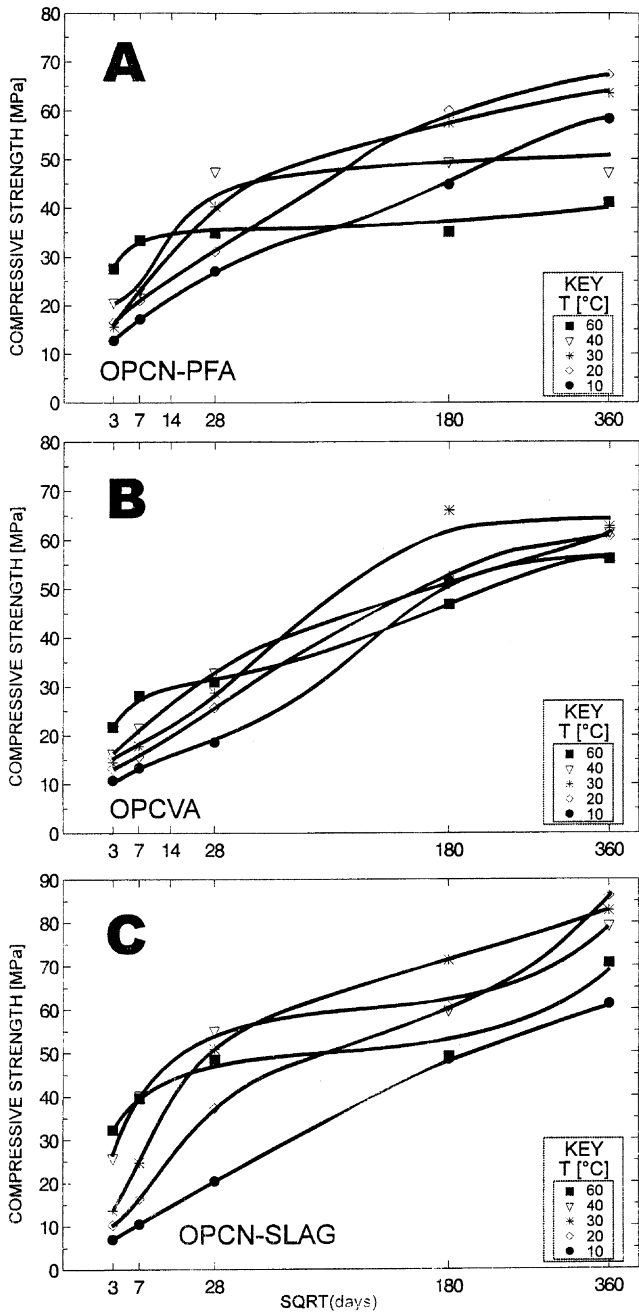 A
COMPRESSIVE STRENGTH [MPa]
80
70
60
50
40
30
20
10
0
OPCN-PFA
KEY
T [°C]
60
40
30
20
10
3 7 14 28 180 360
B
COMPRESSIVE STRENGTH [MPa]
80
70
60
50
40
30
20
10
0
OPCVA
KEY
T [°C]
60
40
30
20
10
3 7 14 28 180 360
C
COMPRESSIVE STRENGTH [MPa]
90
80
70
60
50
40
30
20
10
0
OPCN-SLAG
KEY
T [°C]
60
40
30
20
10
3 7 28 180 360
SQRT(days)